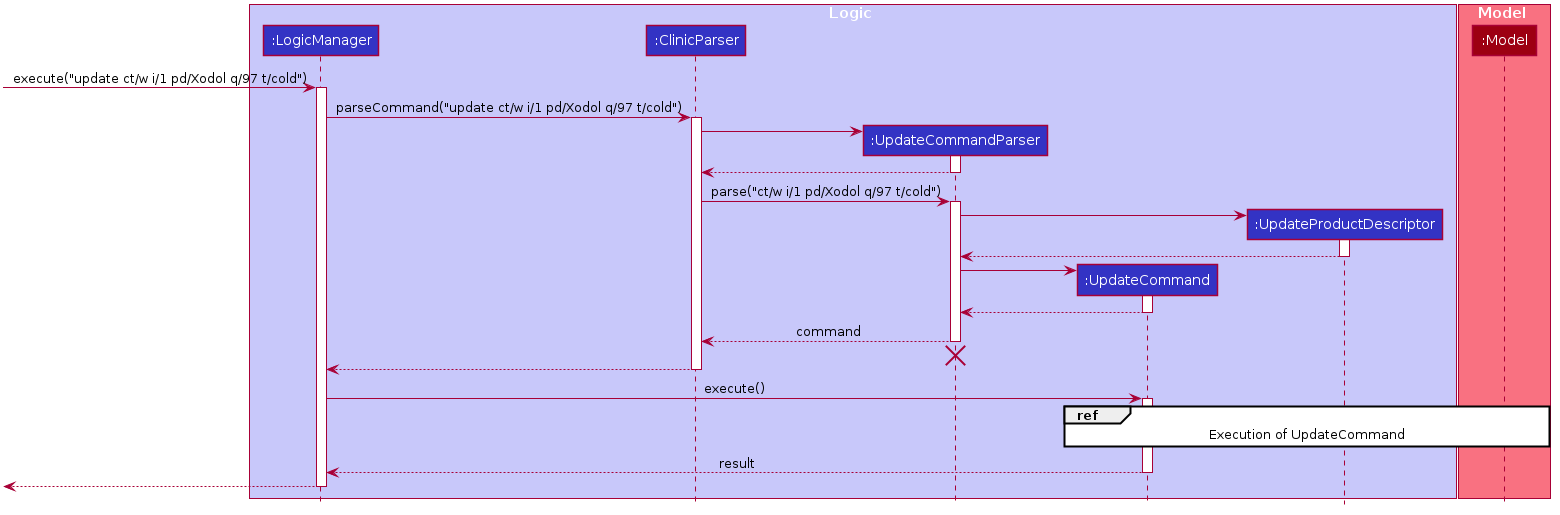 Logic
Model
:LogicManager
:ClinicParser
:Model
execute("update ct/w i/1 pd/Xodol q/97 t/cold")
parseCommand("update ct/w i/1 pd/Xodol q/97 t/cold")
:UpdateCommandParser
parse("ct/w i/1 pd/Xodol q/97 t/cold")
:UpdateProductDescriptor
:UpdateCommand
command
execute()
ref
Execution of UpdateCommand
result